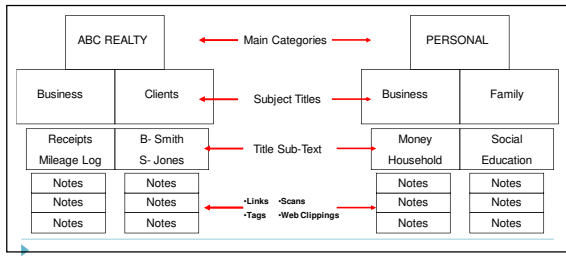 ABC REALTY
Main Categories
PERSONAL
Business
Clients
Subject Titles
Business
Family
Receipts
Mileage Log
B- Smith
S- Jones
Title Sub-Text
Money
Household
Social
Education
Notes
Notes
Notes
Notes
Notes
Notes
•Links •Scans
•Tags •Web Clippings
Notes
Notes
Notes
Notes
Notes
Notes